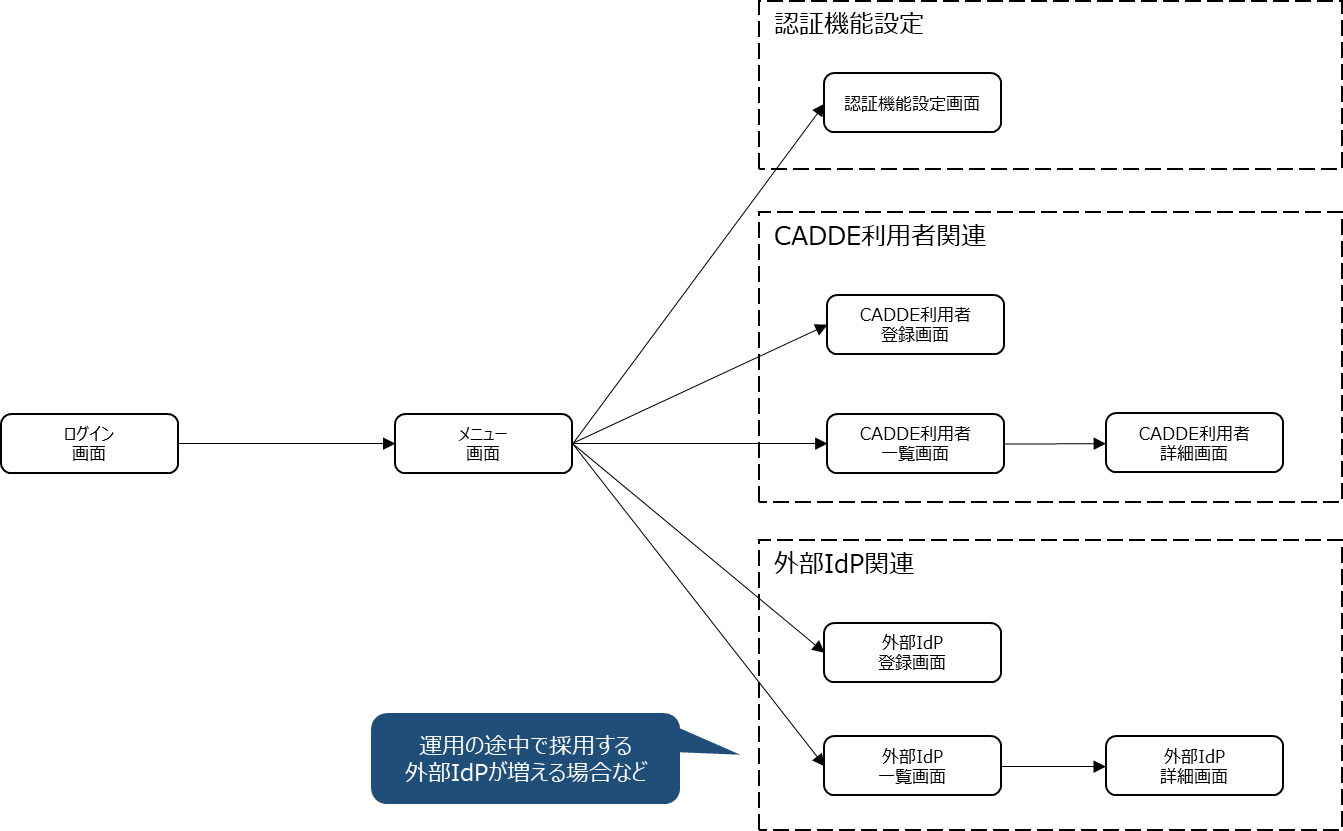 認証機能設定
認証機能設定画面
CADDE利用者関連
CADDE利用者
登録画面
ログイン
画面
メニュー
画面
CADDE利用者
一覧画面
CADDE利用者
詳細画面
外部IdP関連
外部IdP
登録画面
運用の途中で採用する
外部IdPが増える場合など
外部IdP
一覧画面
外部IdP
詳細画面